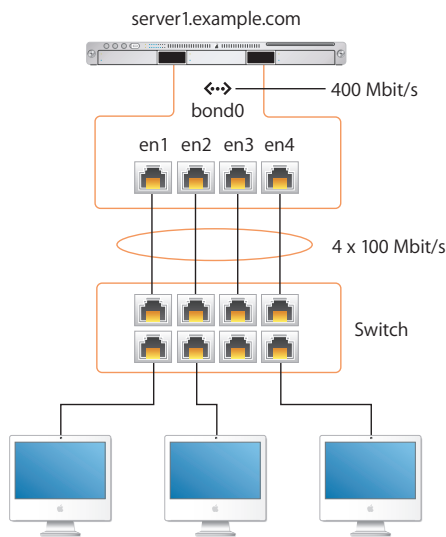 server1.example.com
400 Mbit/s
bond0
en1 en2 en3 en4
4 x 100 Mbit/s
Switch